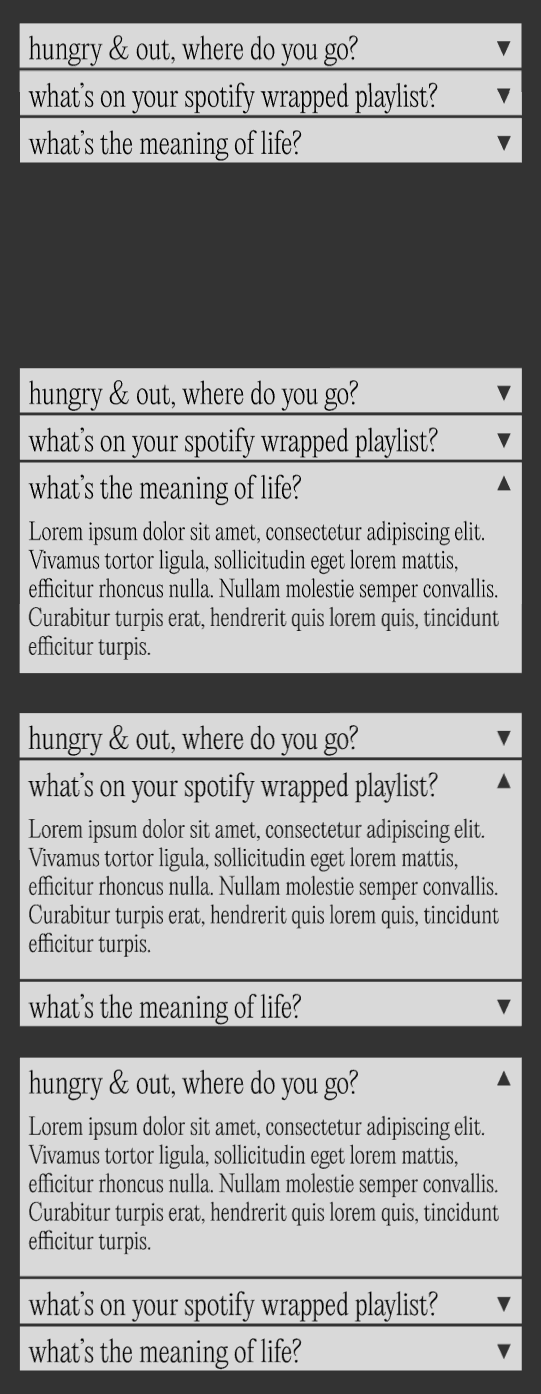 hungry & out, where do you go? ▼
what's on your spotify wrapped playlist? ▼
what's the meaning of life? ▼
hungry & out, where do you go? ▼
what's on your spotify wrapped playlist? ▼
what's the meaning of life? ▲
Lorem ipsum dolor sit amet, consectetur adipiscing elit.
Vivamus tortor ligula, sollicitudin eget lorem mattis,
efficitur rhoncus nulla. Nullam molestie semper convallis.
Curabitur turpis erat, hendrerit quis lorem quis, tincidunt
efficitur turpis.
hungry & out, where do you go? ▼
what's on your spotify wrapped playlist? ▲
Lorem ipsum dolor sit amet, consectetur adipiscing elit.
Vivamus tortor ligula, sollicitudin eget lorem mattis,
efficitur rhoncus nulla. Nullam molestie semper convallis.
Curabitur turpis erat, hendrerit quis lorem quis, tincidunt
efficitur turpis.
what's the meaning of life? ▼
hungry & out, where do you go? ▲
Lorem ipsum dolor sit amet, consectetur adipiscing elit.
Vivamus tortor ligula, sollicitudin eget lorem mattis,
efficitur rhoncus nulla. Nullam molestie semper convallis.
Curabitur turpis erat, hendrerit quis lorem quis, tincidunt
efficitur turpis.
what's on your spotify wrapped playlist? ▼
what's the meaning of life? ▼